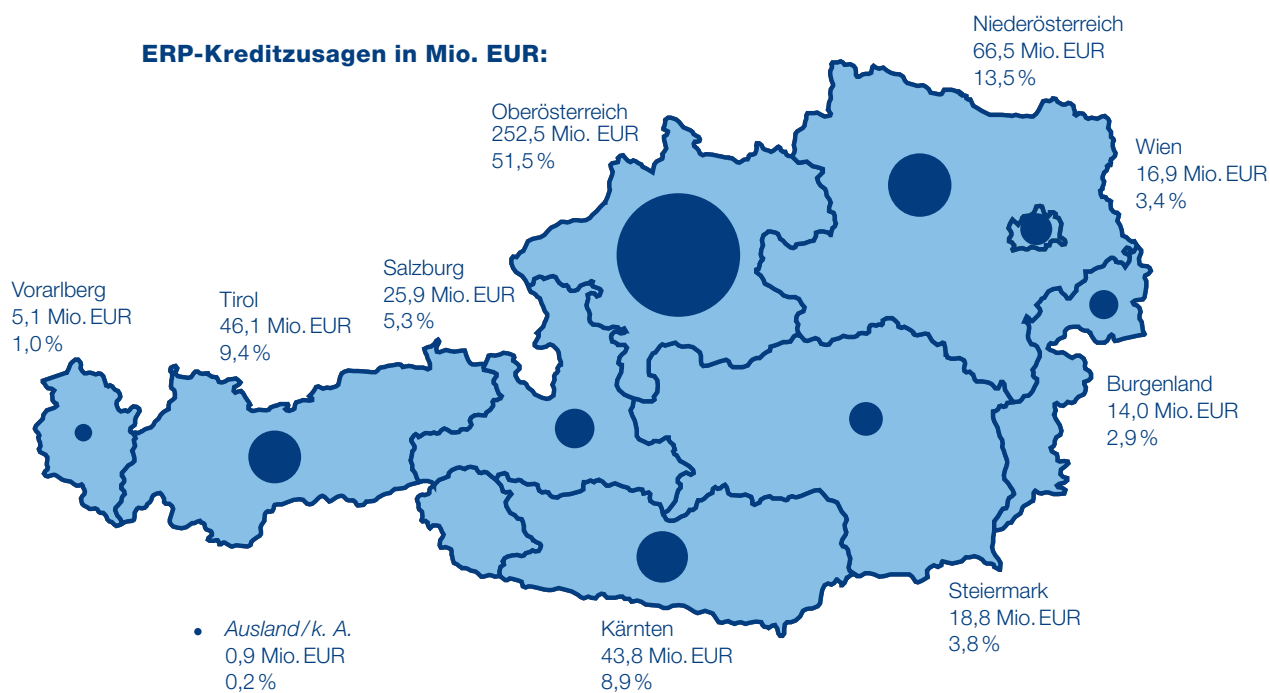 ERP-Kreditzusagen in Mio. EUR:
Niederösterreich
66,5 Mio. EUR
13,5 %
Oberösterreich
252,5 Mio. EUR
51,5 %
Wien
16,9 Mio. EUR
3,4 %
Salzburg
25,9 Mio. EUR
5,3 %
Vorarlberg
5,1 Mio. EUR
1,0 %
Tirol
46,1 Mio. EUR
9,4 %
Burgenland
14,0 Mio. EUR
2,9 %
Steiermark
18,8 Mio. EUR
3,8 %
Kärnten
43,8 Mio. EUR
8,9 %
Ausland / k. A.
0,9 Mio. EUR
0,2 %